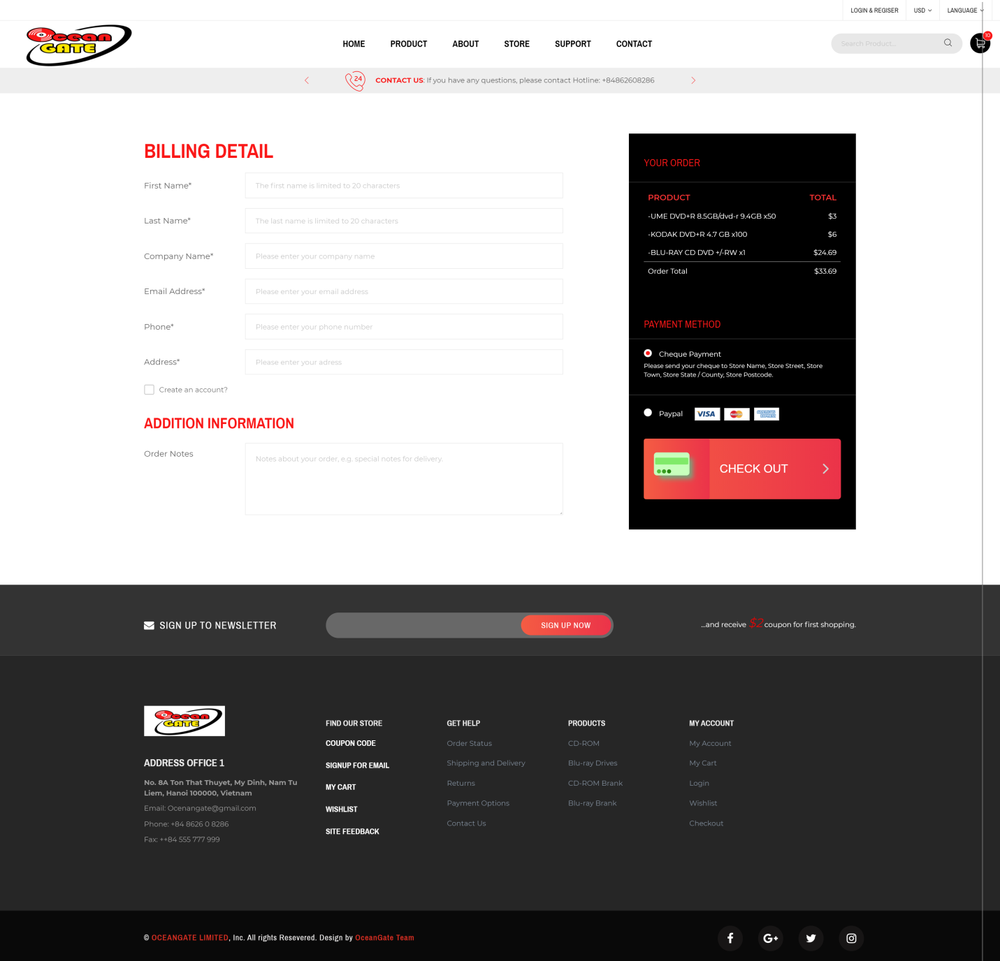 LOGIN & REGISER USD LANGUAGE
Ocean
GATE
HOME PRODUCT ABOUT STORE SUPPORT CONTACT
Search Product...
10
24
CONTACT US: If you have any questions, please contact Hotline: +84862608286
BILLING DETAIL
First Name*
The first name is limited to 20 characters
Last Name*
The last name is limited to 20 characters
Company Name*
Please enter your company name
Email Address*
Please enter your email address
Phone*
Please enter your phone number
Address*
Please enter your adress
Create an account?
ADDITION INFORMATION
Order Notes
Notes about your order, e.g. special notes for delivery.
YOUR ORDER
PRODUCT TOTAL
-UME DVD+R 8.5GB/dvd-r 9.4GB x50 $3
-KODAK DVD+R 4.7 GB x100 $6
-BLU-RAY CD DVD +/-RW x1 $24.69
Order Total $33.69
PAYMENT METHOD
Cheque Payment
Please send your cheque to Store Name, Store Street, Store
Town, Store State / County, Store Postcode.
Paypal VISA
AMERICAN
EXPRESS
CHECK OUT
SIGN UP TO NEWSLETTER
SIGN UP NOW
...and receive $2 coupon for first shopping.
Ocean
GATE
ADDRESS OFFICE 1
No. 8A Ton That Thuyet, My Dinh, Nam Tu
Liem, Hanoi 100000, Vietnam
Email: Ocenangate@gmail.com
Phone: +84 8626 0 8286
Fax: ++84 555 777 999
FIND OUR STORE
COUPON CODE
SIGNUP FOR EMAIL
MY CART
WISHLIST
SITE FEEDBACK
GET HELP
Order Status
Shipping and Delivery
Returns
Payment Options
Contact Us
PRODUCTS
CD-ROM
Blu-ray Drives
CD-ROM Brank
Blu-ray Brank
MY ACCOUNT
My Account
My Cart
Login
Wishlist
Checkout
© OCEANGATE LIMITED, Inc. All rights Resevered. Design by OceanGate Team